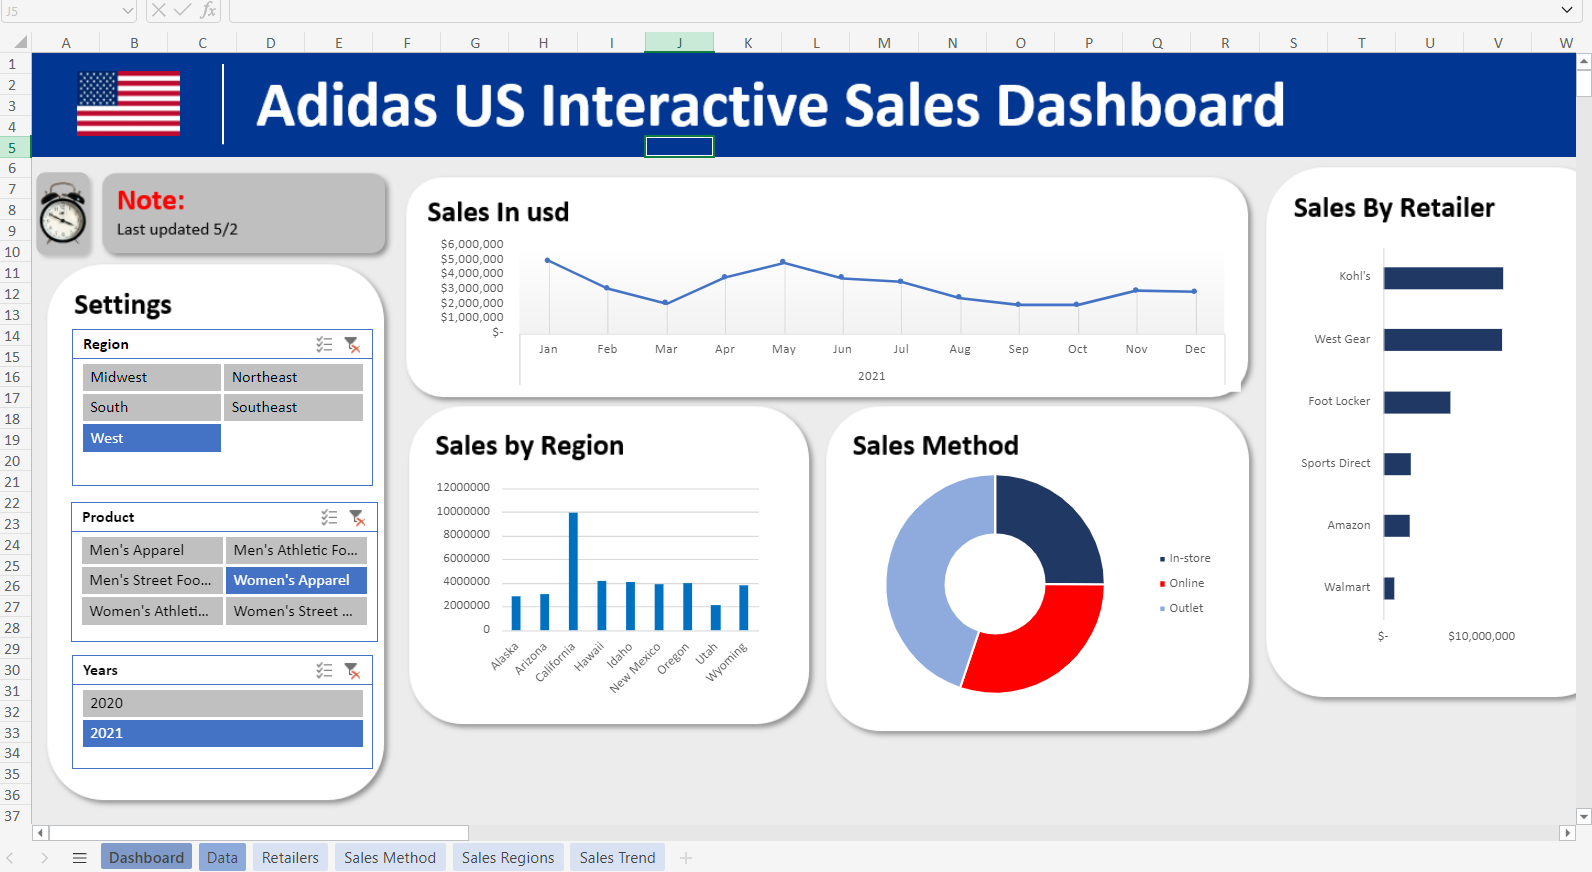 J5
fx
A B C D E F G H I J K L M N O P Q R S T U V W
1
2
3
4
5
6
7
8
9
10
11
12
13
14
15
16
17
18
19
20
21
22
23
24
25
26
27
28
29
30
31
32
33
34
35
36
37
Adidas US Interactive Sales Dashboard
Note:
Last updated 5/2
Settings
Region
Midwest Northeast
South Southeast
West
Product
Men's Apparel Men's Athletic Fo...
Men's Street Foo... Women's Apparel
Women's Athleti... Women's Street ...
Years
2020
2021
Sales In usd
$6,000,000
$5,000,000
$4,000,000
$3,000,000
$2,000,000
$1,000,000
$-
Jan Feb Mar Apr May Jun Jul Aug Sep Oct Nov Dec
2021
Sales by Region
12000000
10000000
8000000
6000000
4000000
2000000
0
Alaska Arizona California Hawaii Idaho New Mexico Oregon Utah Wyoming
Sales Method
In-store
Online
Outlet
Sales By Retailer
Kohl's
West Gear
Foot Locker
Sports Direct
Amazon
Walmart
$- $10,000,000
Dashboard Data Retailers Sales Method Sales Regions Sales Trend